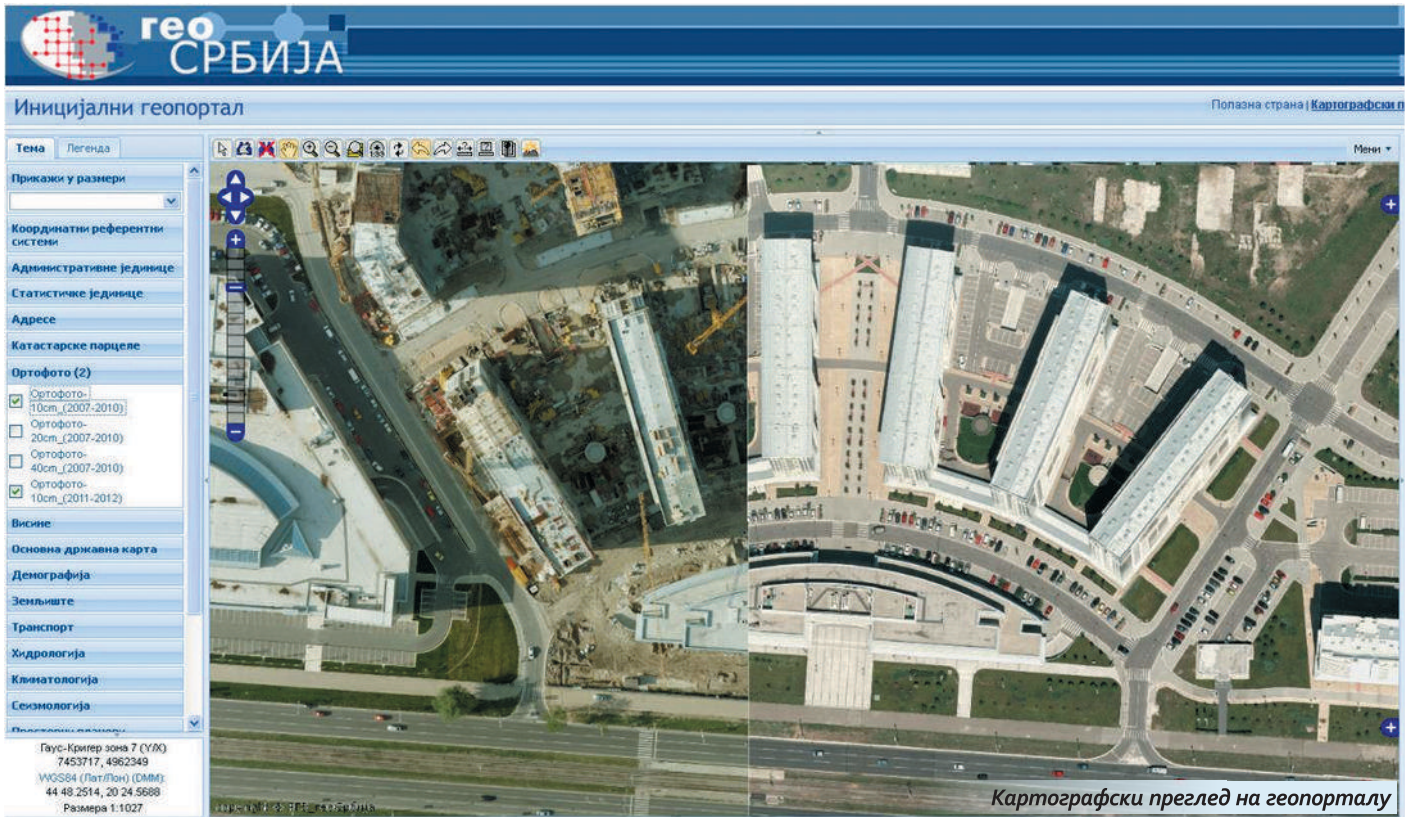 гео
СРБИЈА
Иницијални геопортал
Полазна страна | Картографски п
Тема Легенда
Мени
Прикажи у размери
Координатни референтни
системи
Административне јединице
Статистичке јединице
Адресе
Катастарске парцеле
Ортофото (2)
Ортофото-
10cm_(2007-2010)
Ортофото-
20cm_(2007-2010)
Ортофото-
40cm_(2007-2010)
Ортофото-
10cm_(2011-2012)
Висине
Основна државна карта
Демографија
Земљиште
Транспорт
Хидрологија
Климатологија
Сеизмологија
Просторни планови
Гаус-Кригер зона 7 (Y/X)
7453717, 4962349
WGS84 (Лат/Лон) (DMM):
44 48.2514, 20 24.5688
Размера 1:1027
Картографски преглед на геопорталу